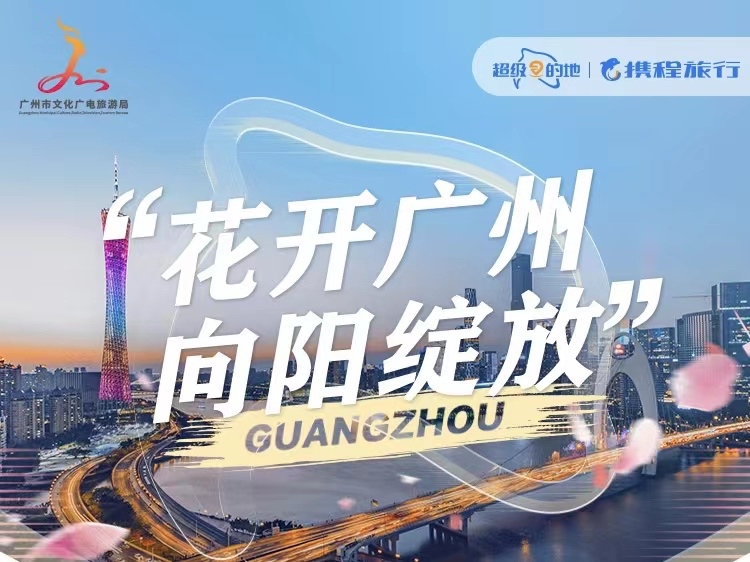 广州市文化广电旅游局
Guangzhou Municipal Culture, Radio, Television, Tourism Bureau
超级目的地 | 携程旅行
“花开广州
向阳绽放”
GUANGZHOU